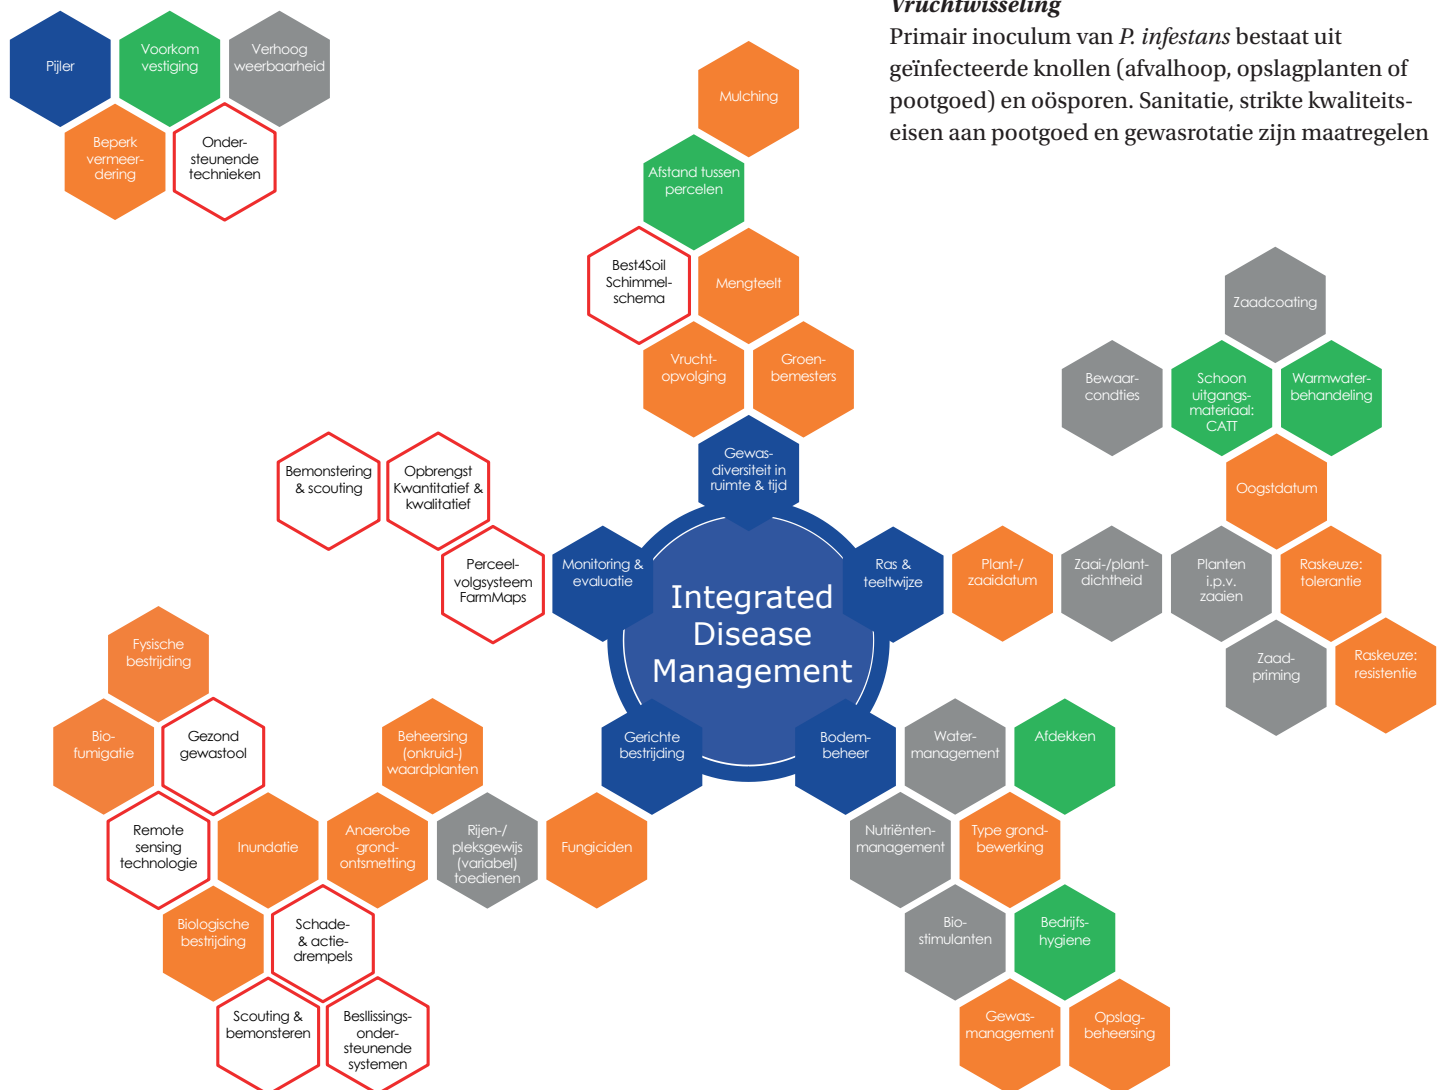 Vruchtwisseling
Primair inoculum van P. infestans bestaat uit
geïnfecteerde knollen (afvalhoop, opslagplanten of
pootgoed) en oösporen. Sanitatie, strikte kwaliteits-
eisen aan pootgoed en gewasrotatie zijn maatregelen
Pijler
Voorkom
vestiging
Verhoog
weerbaarheid
Beperk
vermeer-
dering
Onder-
steunende
technieken
Mulching
Afstand tussen
percelen
Best4Soil
Schimmel-
schema
Mengteelt
Vrucht-
opvolging
Groen-
bemesters
Gewas-
diversiteit in
ruimte & tijd
Zaadcoating
Bewaar-
condties
Schoon
uitgangs-
materiaal:
CATT
Warmwater-
behandeling
Oogstdatum
Bemonstering
& scouting
Opbrengst
Kwantitatief &
kwalitatief
Perceel-
volgsysteem
FarmMaps
Monitoring &
evaluatie
Integrated
Disease
Management
Ras &
teeltwijze
Plant-/
zaaidatum
Zaai-/plant-
dichtheid
Planten
i.p.v.
zaaien
Raskeuze:
tolerantie
Zaad-
priming
Raskeuze:
resistentie
Fysische
bestrijding
Bio-
fumigatie
Gezond
gewastool
Beheersing
(onkruid-)
waardplanten
Gerichte
bestrijding
Remote
sensing
technologie
Inundatie
Anaerobe
grond-
ontsmetting
Rijen-/
pleksgewijs
(variabel)
toedienen
Fungiciden
Biologische
bestrijding
Schade-
& actie-
drempels
Scouting &
bemonsteren
Besllissings-
onder-
steunende
systemen
Bodem-
beheer
Water-
management
Afdekken
Nutriënten-
management
Type grond-
bewerking
Bio-
stimulanten
Bedrijfs-
hygiene
Gewas-
management
Opslag-
beheersing